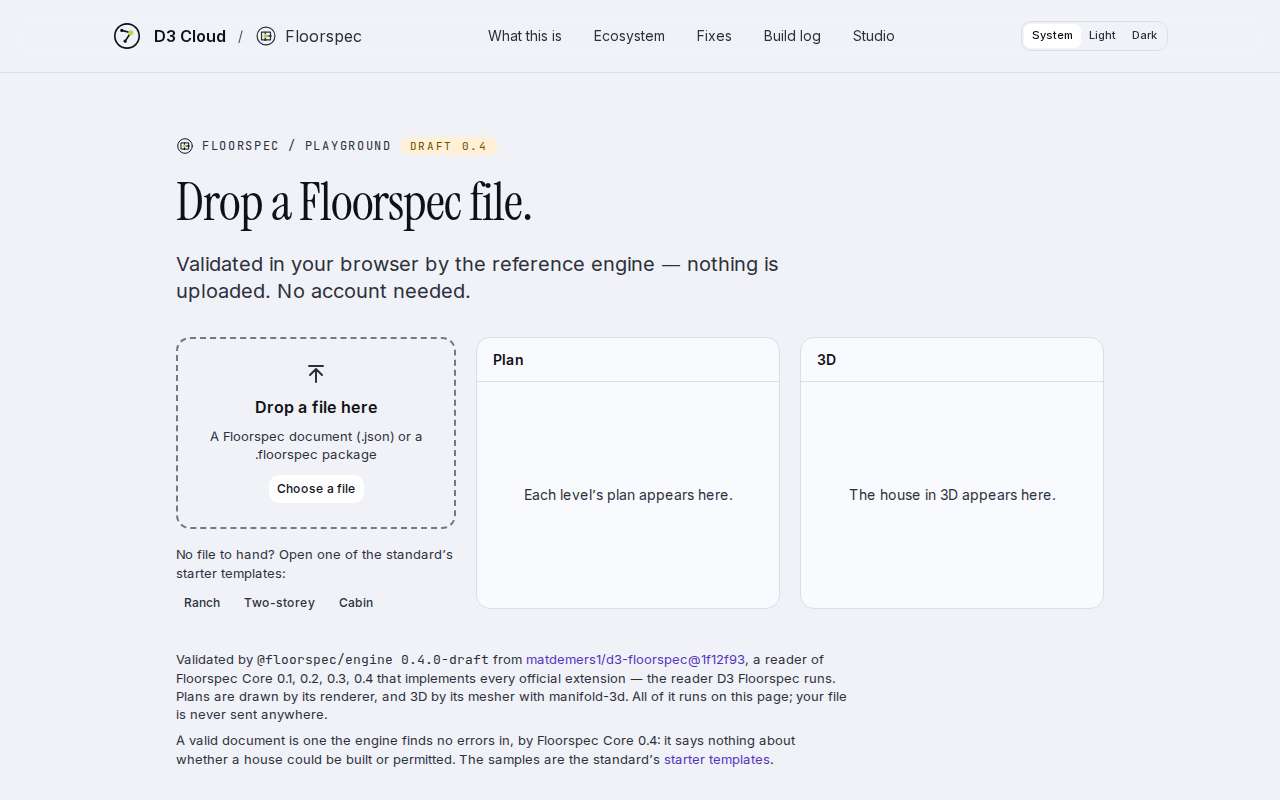 D3 Cloud / Floorspec
What this is
Ecosystem
Fixes
Build log
Studio
System
Light
Dark
FLOORSPEC / PLAYGROUND DRAFT 0.4
Drop a Floorspec file.
Validated in your browser by the reference engine — nothing is
uploaded. No account needed.
Drop a file here
A Floorspec document (.json) or a
.floorspec package
Choose a file
No file to hand? Open one of the standard's
starter templates:
Ranch
Two-storey
Cabin
Plan
Each level's plan appears here.
3D
The house in 3D appears here.
Validated by @floorspec/engine 0.4.0-draft from matdemers1/d3-floorspec@1f12f93, a reader of
Floorspec Core 0.1, 0.2, 0.3, 0.4 that implements every official extension — the reader D3 Floorspec runs.
Plans are drawn by its renderer, and 3D by its mesher with manifold-3d. All of it runs on this page; your file
is never sent anywhere.
A valid document is one the engine finds no errors in, by Floorspec Core 0.4: it says nothing about
whether a house could be built or permitted. The samples are the standard's starter templates.